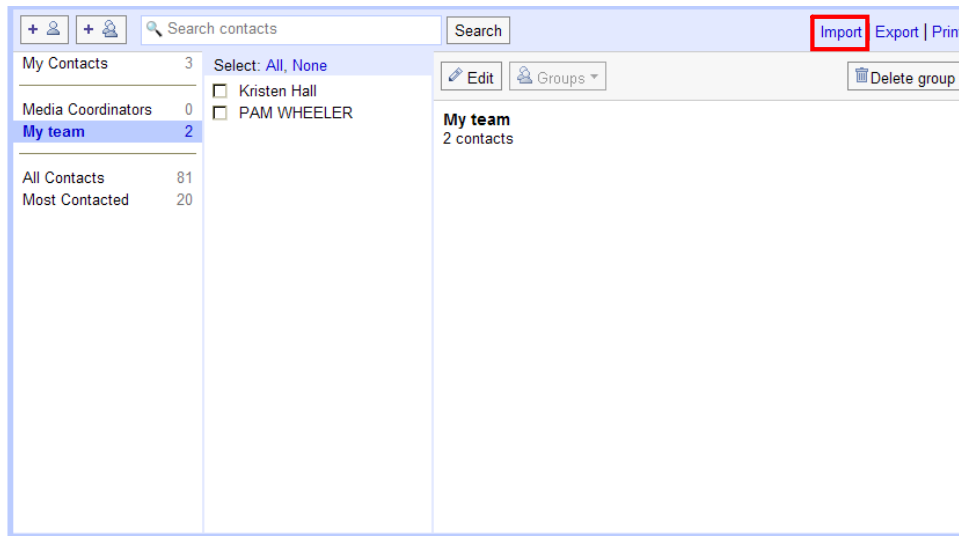 + + Search contacts Search Import Export | Prin
My Contacts 3
Media Coordinators 0
My team 2
All Contacts 81
Most Contacted 20
Select: All, None
Kristen Hall
PAM WHEELER
Edit Groups Delete group
My team
2 contacts